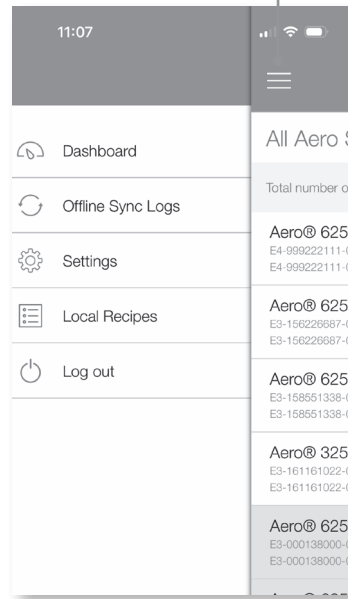 11:07
Dashboard
Offline Sync Logs
Settings
Local Recipes
Log out
All Aero
Total number o
Aero® 625
E4-999222111-
E4-999222111-
Aero® 625
E3-156226687-
E3-156226687-
Aero® 625
E3-158551338-
E3-158551338-
Aero® 325
E3-161161022-
E3-161161022-
Aero® 625
E3-000138000-
E3-000138000-